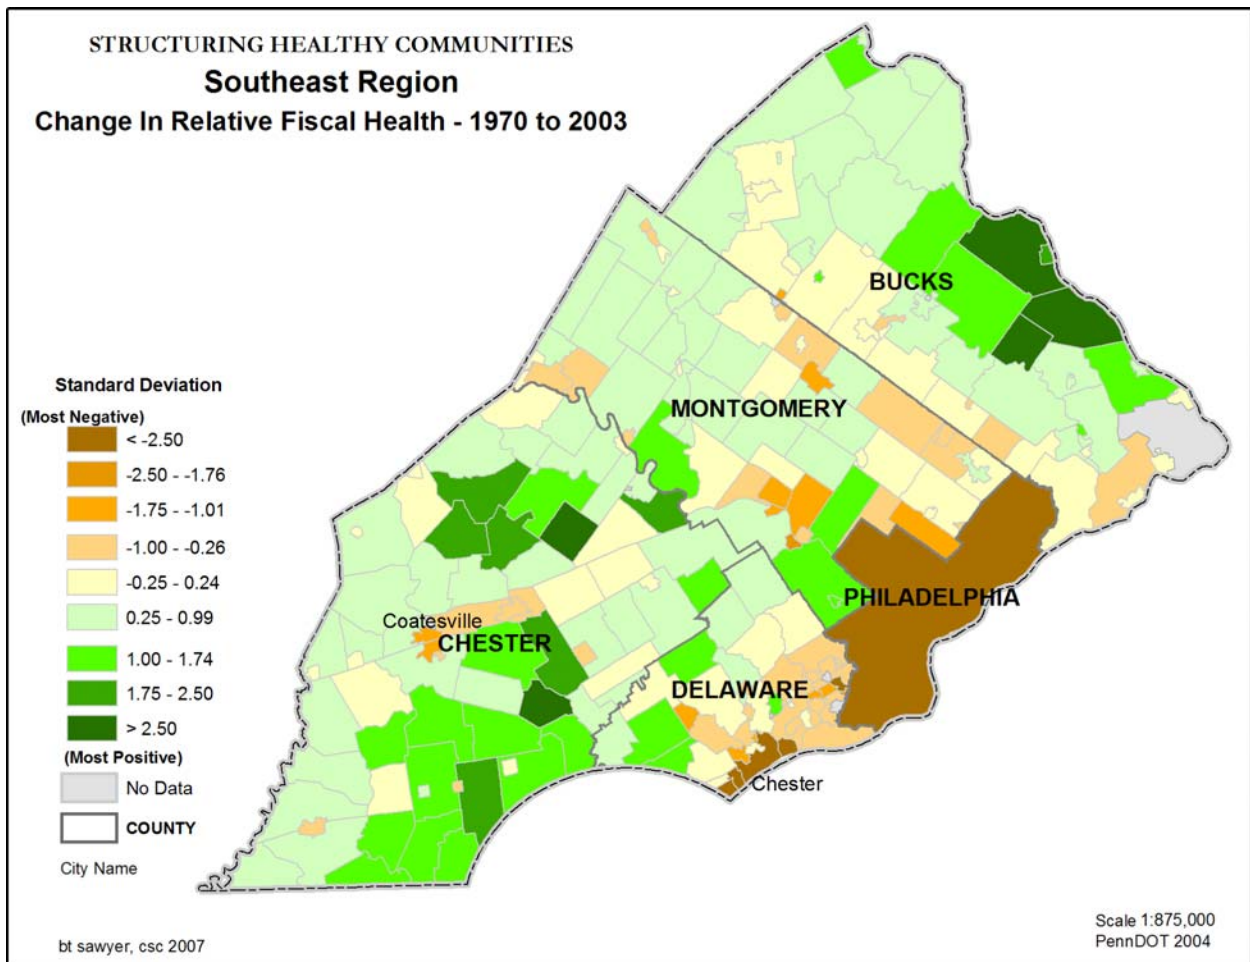 STRUCTURING HEALTHY COMMUNITIES
Southeast Region
Change In Relative Fiscal Health - 1970 to 2003
BUCKS
MONTGOMERY
PHILADELPHIA
Coatesville
CHESTER
DELAWARE
Chester
Standard Deviation
(Most Negative)
< -2.50
-2.50 - -1.76
-1.75 - -1.01
-1.00 - -0.26
-0.25 - 0.24
0.25 - 0.99
1.00 - 1.74
1.75 - 2.50
> 2.50
(Most Positive)
No Data
COUNTY
City Name
bt sawyer, csc 2007
Scale 1:875,000
PennDOT 2004